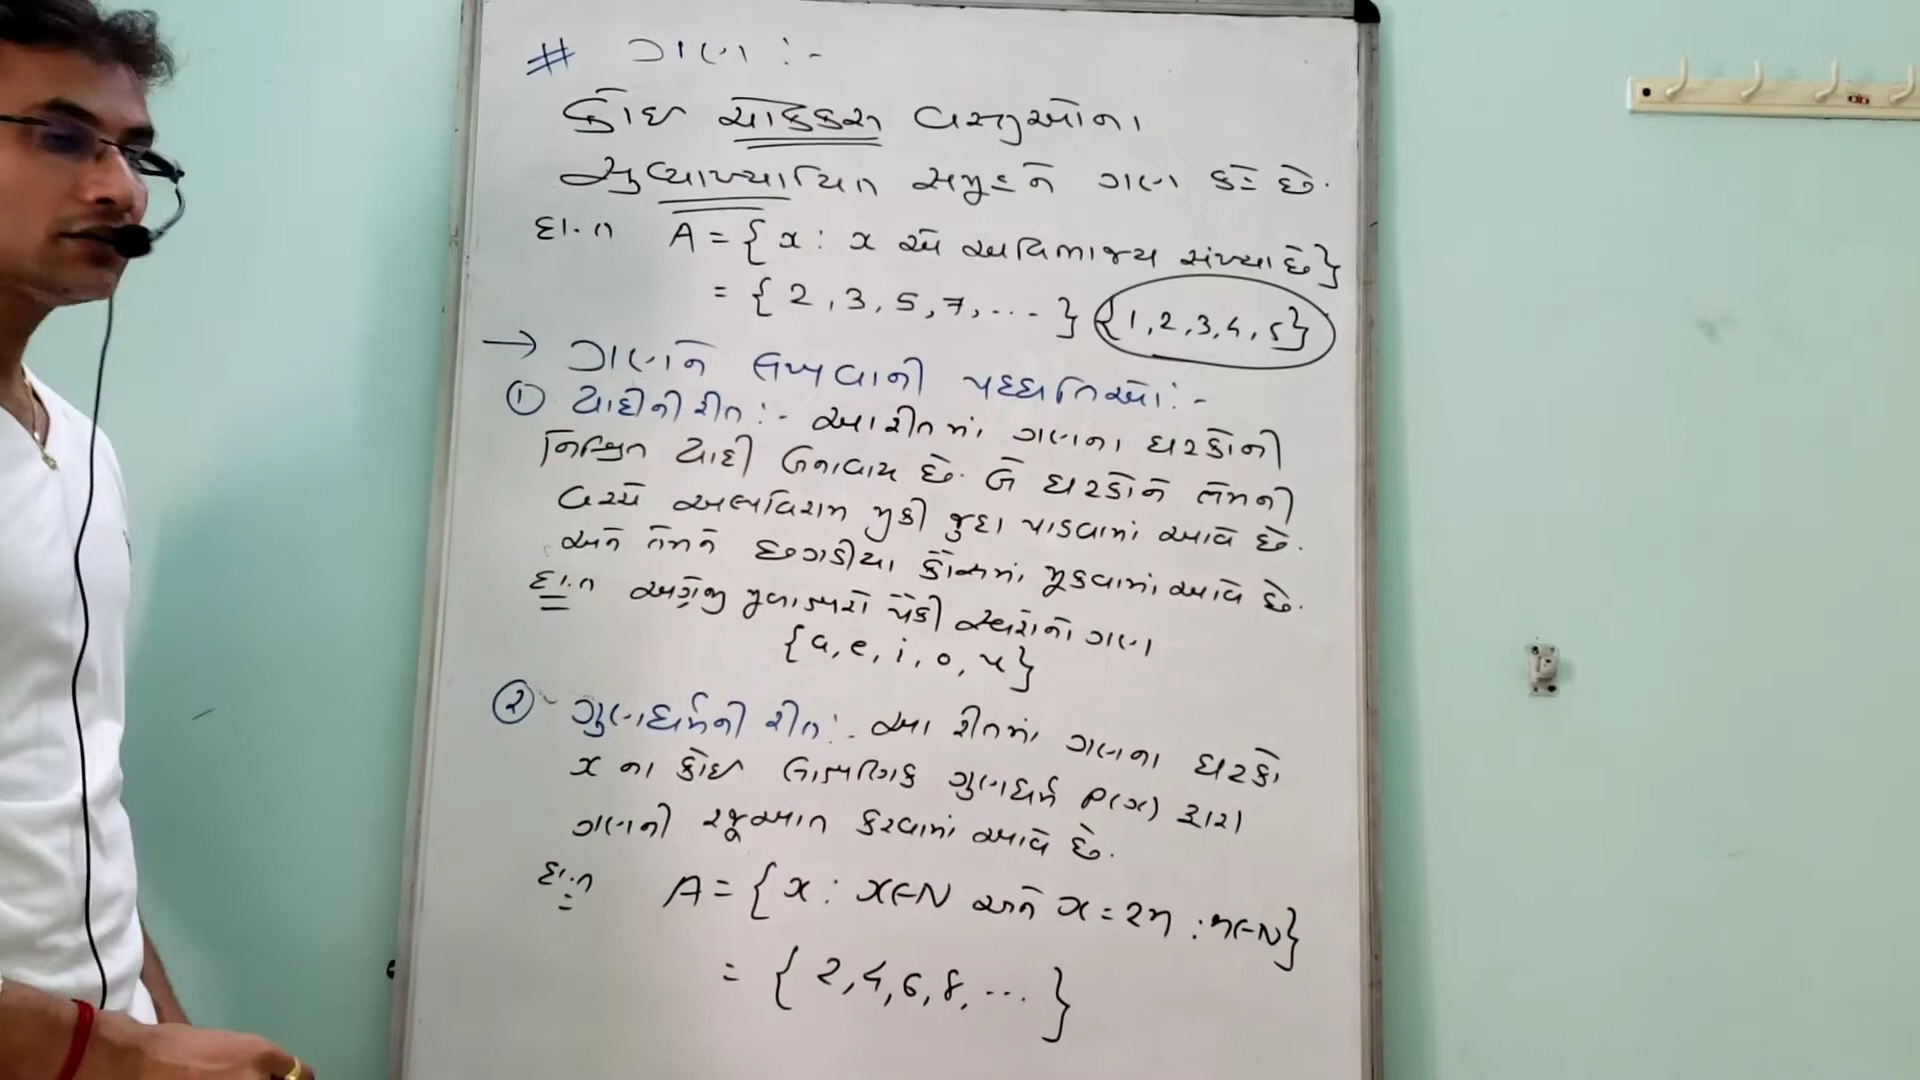 # ગણ :-
કોઇ ચોક્કસ વસ્તુઓના
સુવ્યાખ્યાયિત સમુહને ગણ કહે છે.
દા.ત A = {x : x એ અવિભાજ્ય સંખ્યા છે}
= {2, 3, 5, 7, ... } {1, 2, 3, 4, 5}
→ ગણને લખવાની પધ્ધતિઓ :-
① યાદીની રીત :- આ રીતમાં ગણના ઘટકોની
નિશ્ચિત યાદી બનાવાય છે. બે ઘટકોને તેમની
વચ્ચે અલ્પવિરામ મુકી જુદા પાડવામાં આવે છે.
અને તેમને છગડીયા કૌંસમાં મૂકવામાં આવે છે.
દા.ત અંગ્રેજી મુળાક્ષરો પૈકી સ્વરોનો ગણ
{a, e, i, o, u}
② ગુણધર્મની રીત :- આ રીતમાં ગણના ઘટકો
x ના કોઇ લાક્ષણિક ગુણધર્મ P(x) દ્વારા
ગણની રજૂઆત કરવામાં આવે છે.
દા.ત A = {x : x∈N અને x = 2n : n∈N}
= {2, 4, 6, 8, ... }